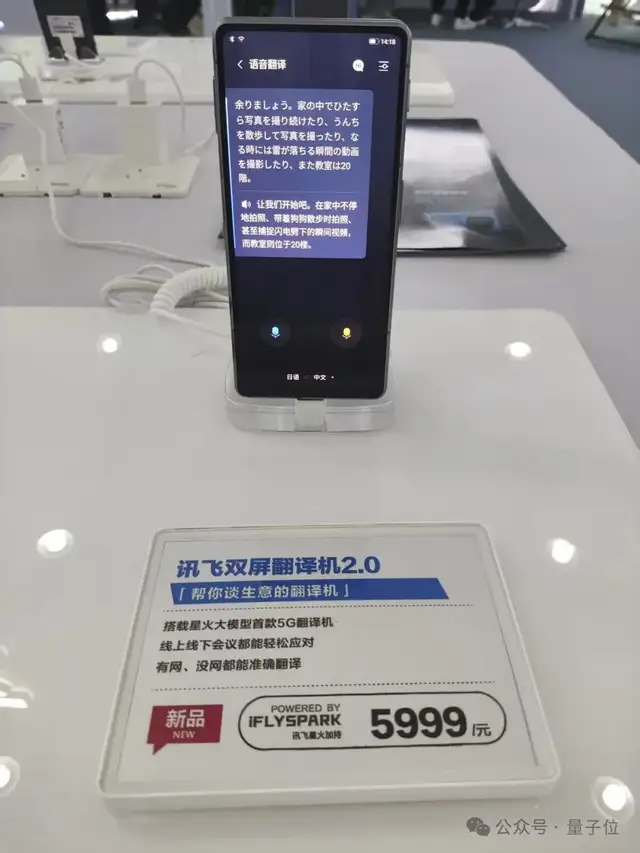 14:18
语音翻译
余りましょう。家の中でひたす
ら写真を撮り続けたり、うんち
を散歩して写真を撮ったり、な
る時には雷が落ちる瞬間の動画
を撮影したり、また教室は20
階。
让我们开始吧。在家中不停
地拍照、带着狗狗散步时拍照、
甚至捕捉闪电劈下的瞬间视频，
而教室则位于20楼。
日语 中文
讯飞双屏翻译机2.0
「帮你谈生意的翻译机」
搭载星火大模型首款5G翻译机
线上线下会议都能轻松应对
有网、没网都能准确翻译
新品
NEW
POWERED BY
iFLYSPARK
讯飞星火加持
5999/元
公众号·量子位